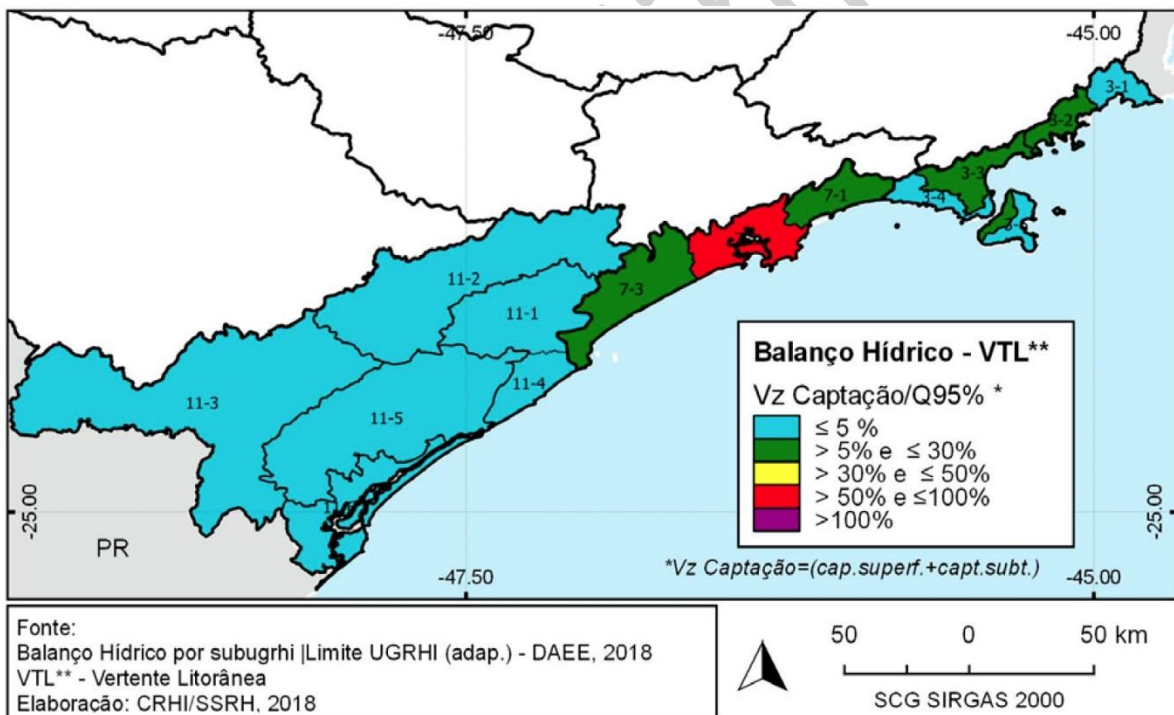 -47.50
-45.00
3-1
3-2
3-3
7-1
3-4
11-2
7-3
11-1
11-4
11-3
11-5
-25.00
-25.00
PR
Balanço Hídrico - VTL**
Vz Captação/Q95% *
≤ 5 %
> 5% e ≤ 30%
> 30% e ≤ 50%
> 50% e ≤100%
>100%
*Vz Captação=(cap.superf.+capt.subt.)
-47.50
-45.00
Fonte:
Balanço Hídrico por subugrhi |Limite UGRHI (adap.) - DAEE, 2018
VTL** - Vertente Litorânea
Elaboração: CRHI/SSRH, 2018
50 0 50 km
SCG SIRGAS 2000